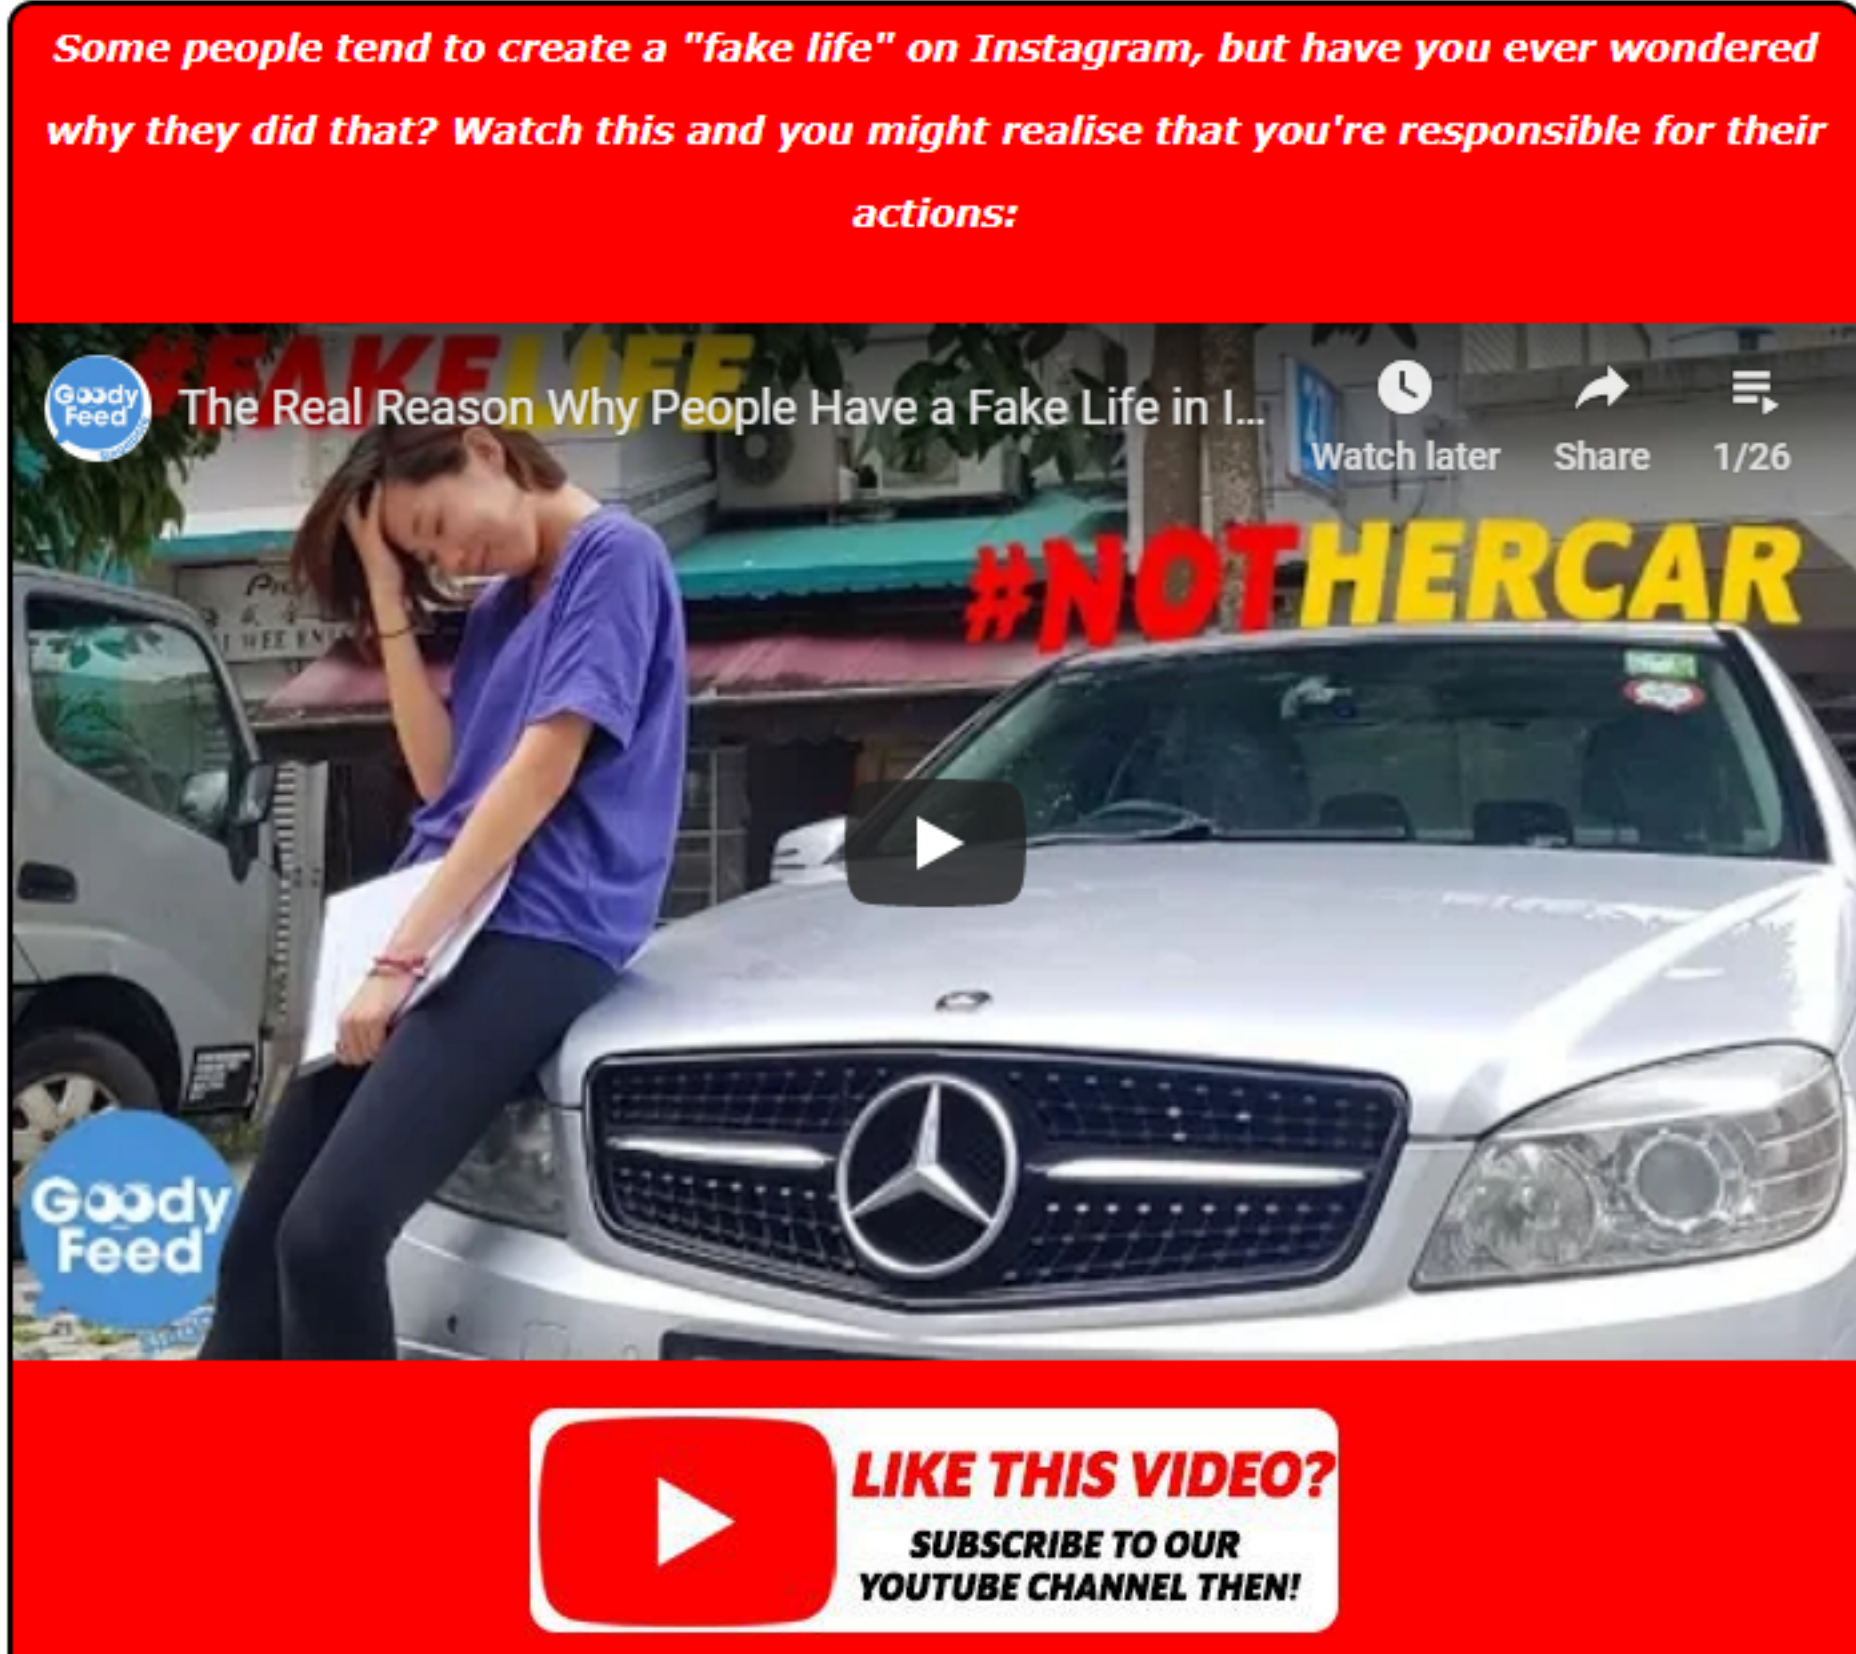 Some people tend to create a "fake life" on Instagram, but have you ever wondered
why they did that? Watch this and you might realise that you're responsible for their
actions:
#FAKELIFE
Goody
Feed
The Real Reason Why People Have a Fake Life in I...
Watch later
Share
1/26
27
#NOTHERCAR
Goody
Feed
LIKE THIS VIDEO?
SUBSCRIBE TO OUR
YOUTUBE CHANNEL THEN!